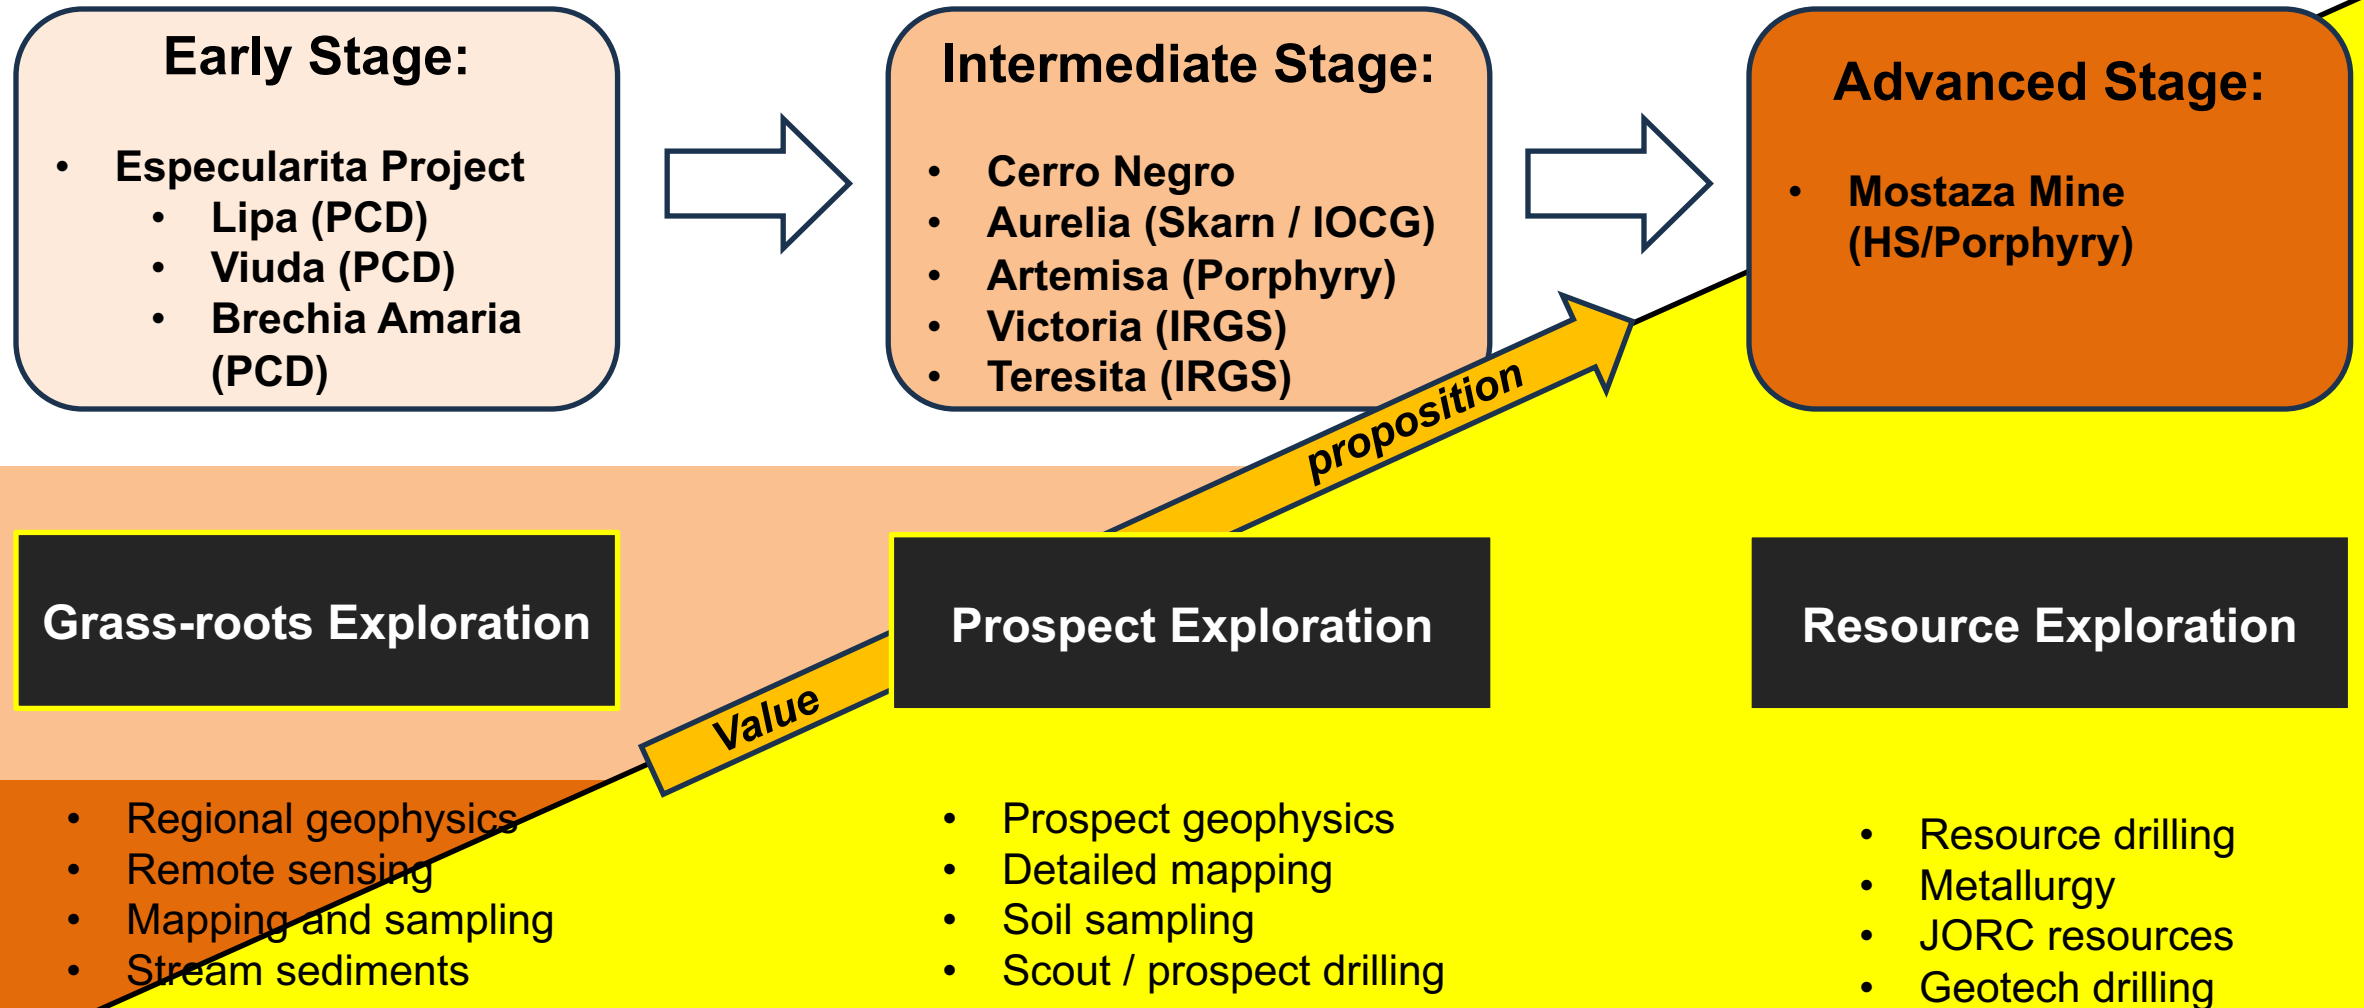 Early Stage:
• Especularita Project
• Lipa (PCD)
• Viuda (PCD)
• Brechia Amaria
(PCD)
Intermediate Stage:
• Cerro Negro
• Aurelia (Skarn / IOCG)
• Artemisa (Porphyry)
• Victoria (IRGS)
• Teresita (IRGS)
Advanced Stage:
• Mostaza Mine
(HS/Porphyry)
Value
proposition
Grass-roots Exploration
Prospect Exploration
Resource Exploration
• Regional geophysics
• Remote sensing
• Mapping and sampling
• Stream sediments
• Prospect geophysics
• Detailed mapping
• Soil sampling
• Scout / prospect drilling
• Resource drilling
• Metallurgy
• JORC resources
• Geotech drilling